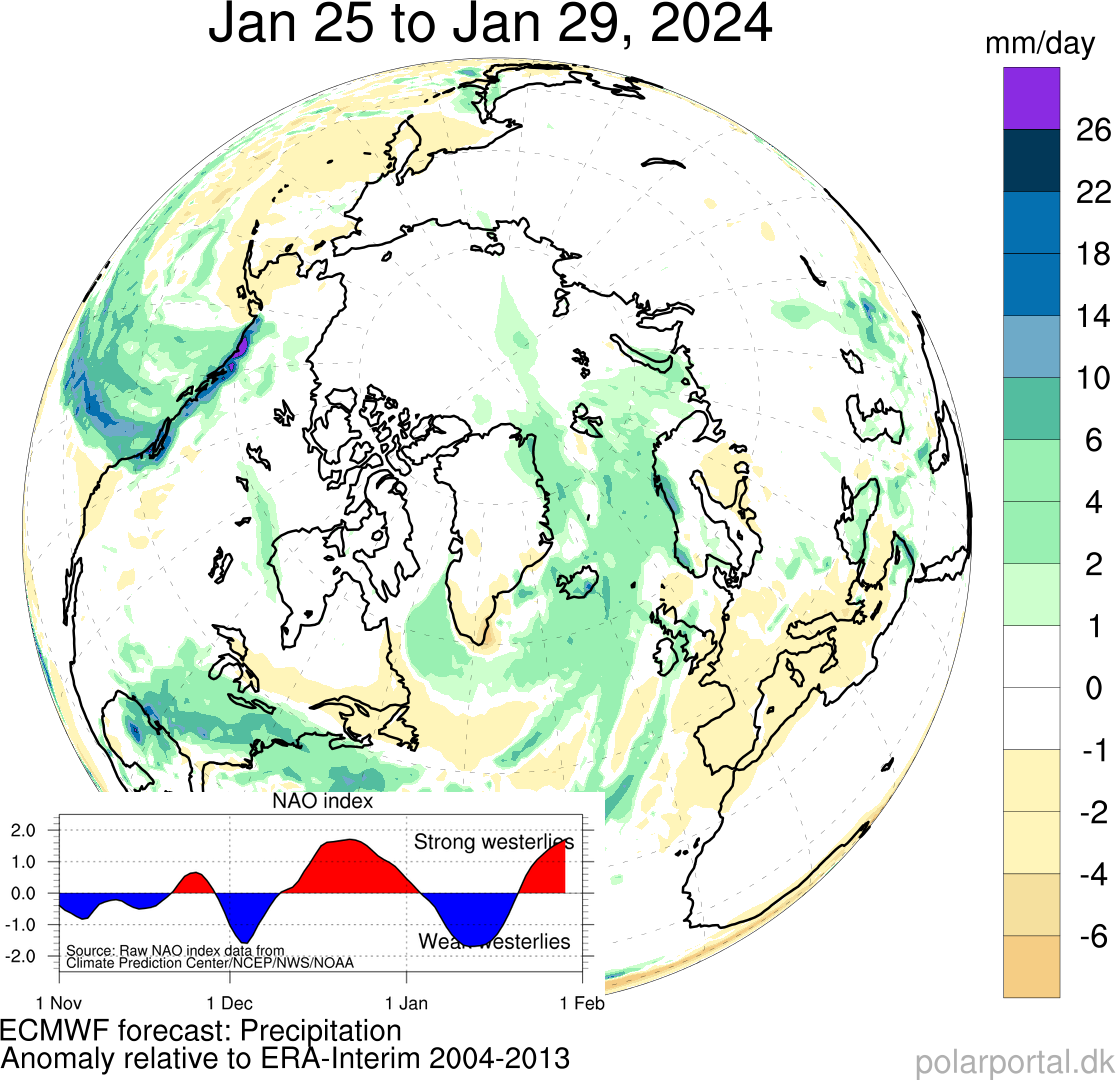 Jan 25 to Jan 29, 2024
mm/day
26
22
18
14
10
6
4
2
1
0
-1
-2
-4
-6
NAO index
2.0
1.0
0.0
-1.0
-2.0
Strong westerlies
Weak westerlies
Source: Raw NAO index data from
Climate Prediction Center/NCEP/NWS/NOAA
1 Nov 1 Dec 1 Jan 1 Feb
ECMWF forecast: Precipitation
Anomaly relative to ERA-Interim 2004-2013
polarportal.dk